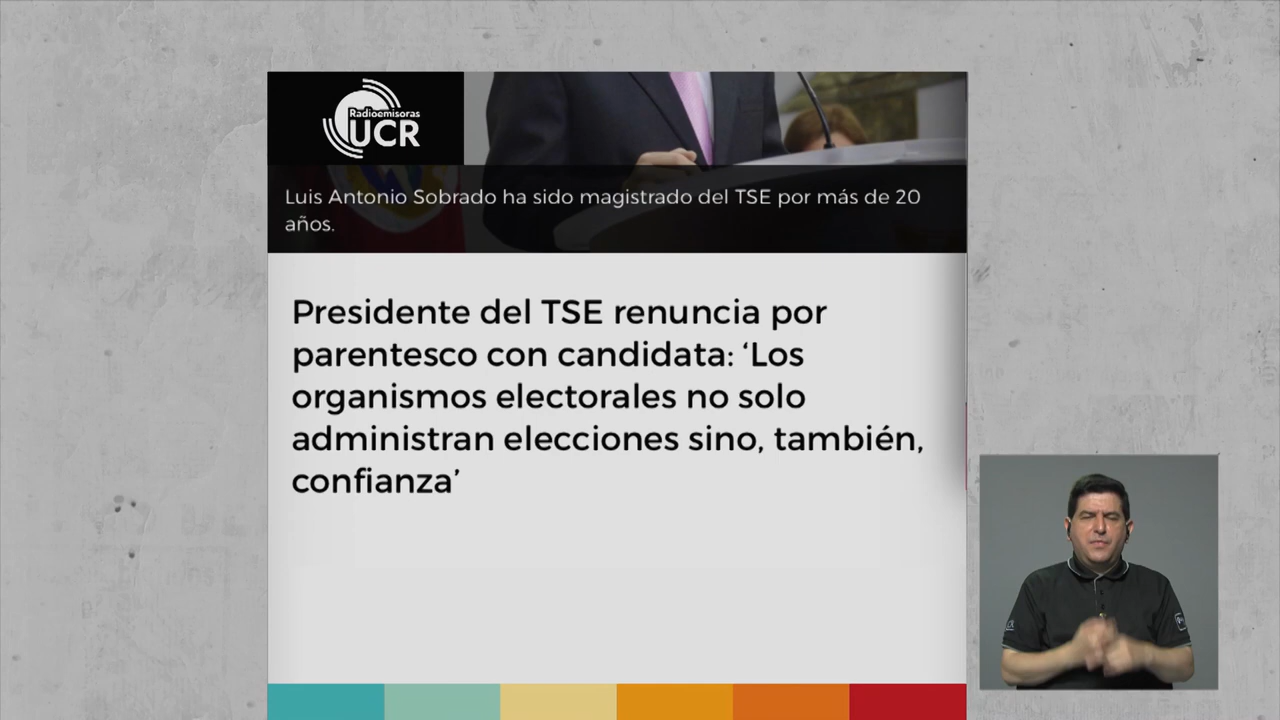 Radioemisoras
UCR
Luis Antonio Sobrado ha sido magistrado del TSE por más de 20
años.
Presidente del TSE renuncia por
parentesco con candidata: ‘Los
organismos electorales no solo
administran elecciones sino, también,
confianza’